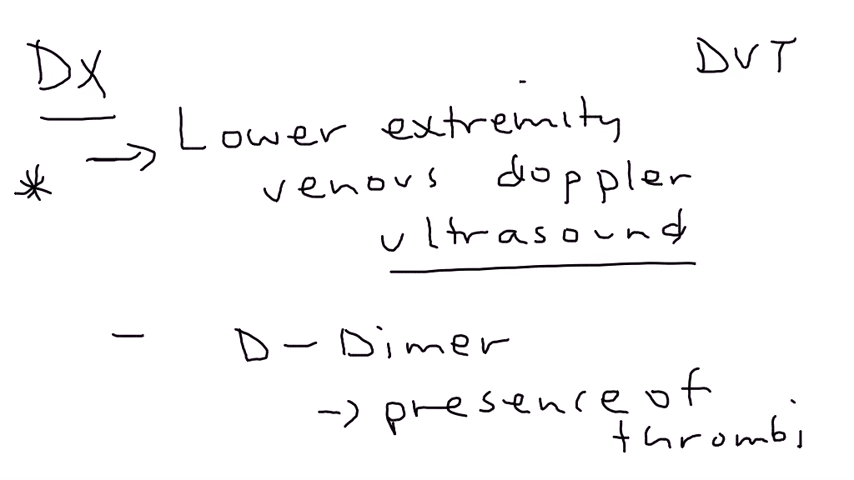 DX DVT
* → Lower extremity
venous doppler
ultrasound
- D-Dimer
→ presence of
thrombi